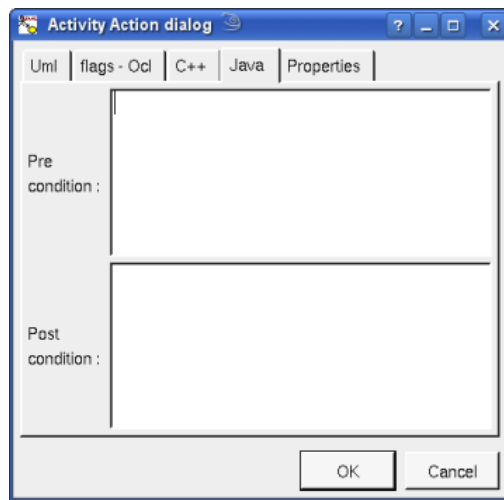 Activity Action dialog
Uml flags - Ocl C++ Java Properties
Pre
condition :
Post
condition :
OK Cancel